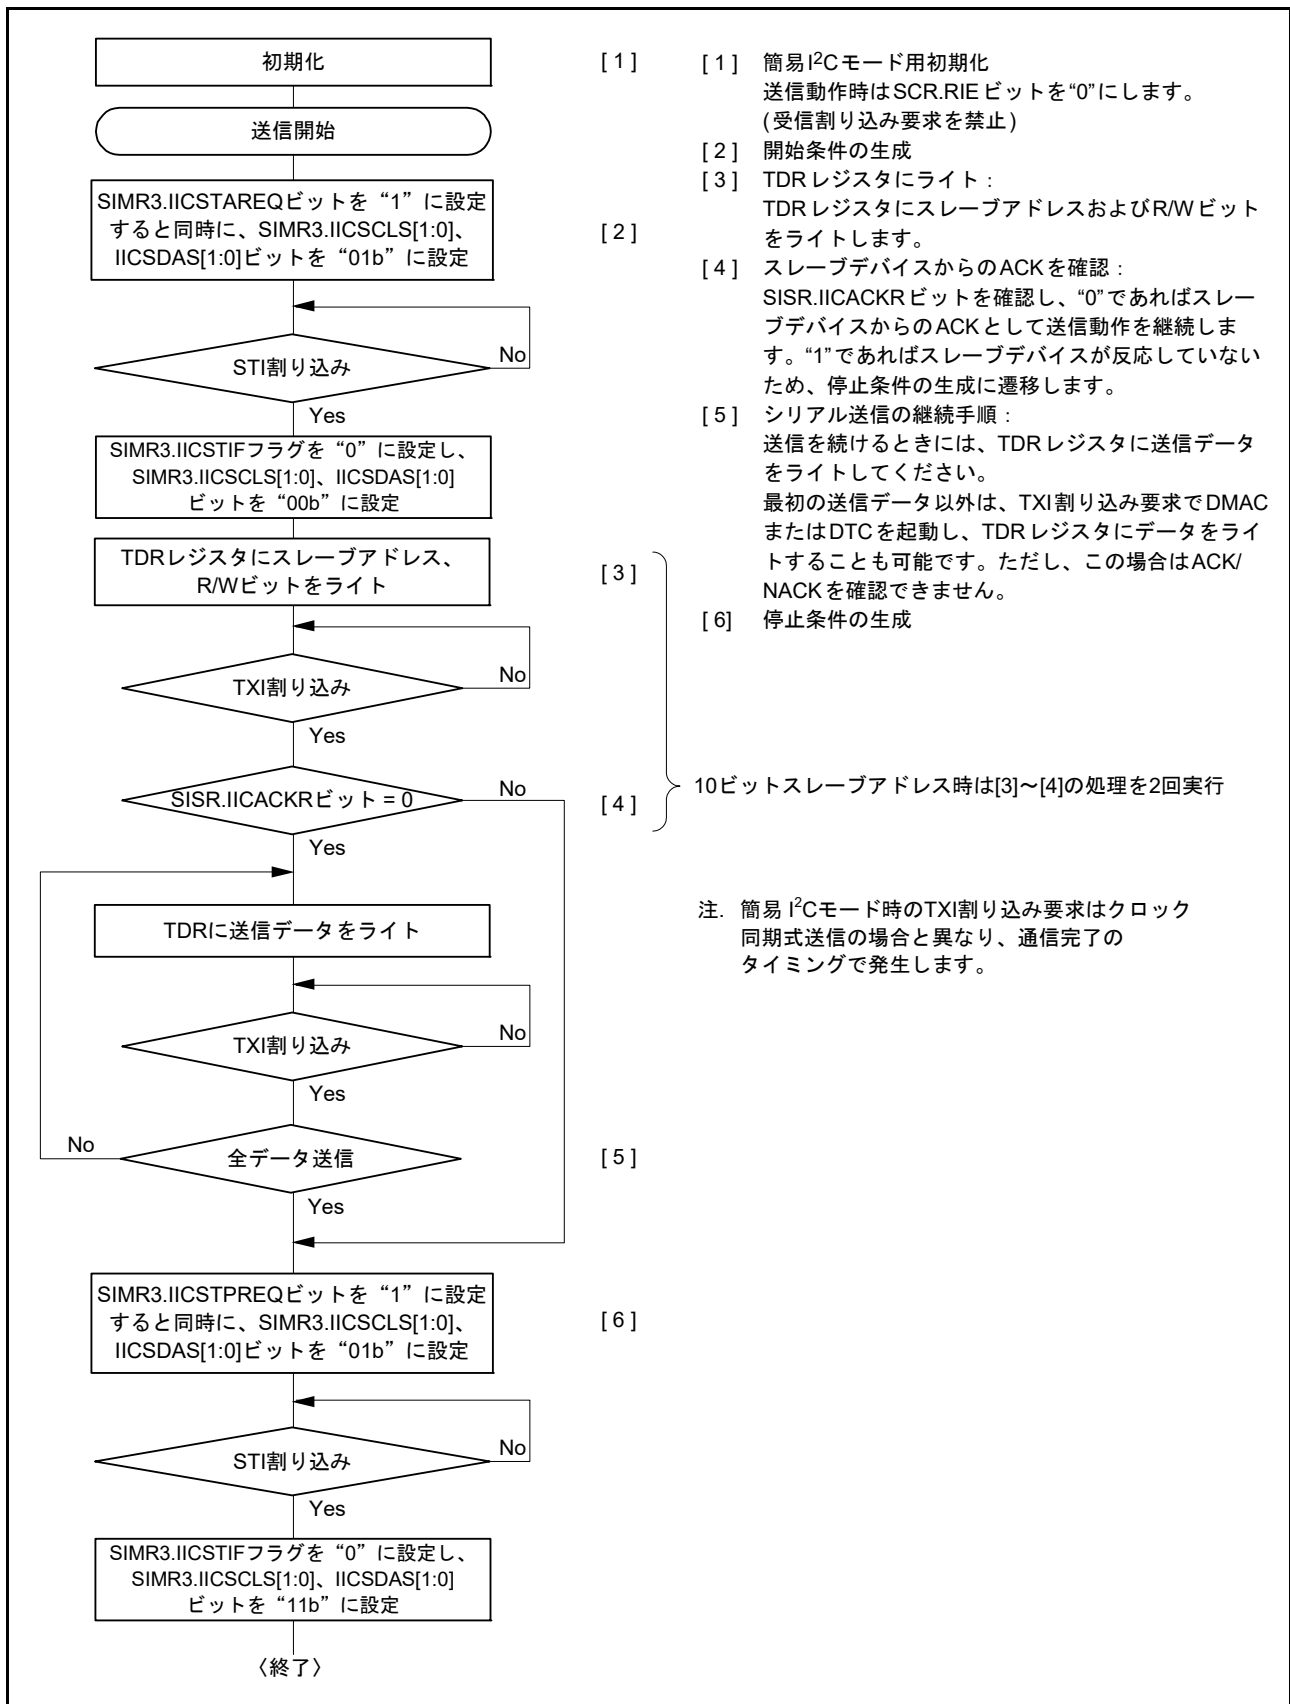 初期化
[ 1 ]
送信開始
SIMR3.IICSTAREQビットを“1”に設定
すると同時に、SIMR3.IICSCLS[1:0]、
IICSDAS[1:0]ビットを“01b”に設定
[ 2 ]
STI割り込み
No
Yes
SIMR3.IICSTIFフラグを“0”に設定し、
SIMR3.IICSCLS[1:0]、IICSDAS[1:0]
ビットを“00b”に設定
TDRレジスタにスレーブアドレス、
R/Wビットをライト
[ 3 ]
TXI割り込み
No
Yes
SISR.IICACKRビット = 0
No
[ 4 ]
Yes
10ビットスレーブアドレス時は[3]～[4]の処理を2回実行
TDRに送信データをライト
TXI割り込み
No
Yes
全データ送信
No
[ 5 ]
Yes
SIMR3.IICSTPREQビットを“1”に設定
すると同時に、SIMR3.IICSCLS[1:0]、
IICSDAS[1:0]ビットを“01b”に設定
[ 6 ]
STI割り込み
No
Yes
SIMR3.IICSTIFフラグを“0”に設定し、
SIMR3.IICSCLS[1:0]、IICSDAS[1:0]
ビットを“11b”に設定
〈終了〉
[ 1 ] 簡易I²Cモード用初期化
送信動作時はSCR.RIEビットを“0”にします。
(受信割り込み要求を禁止)
[ 2 ] 開始条件の生成
[ 3 ] TDRレジスタにライト：
TDRレジスタにスレーブアドレスおよびR/Wビット
をライトします。
[ 4 ] スレーブデバイスからのACKを確認：
SISR.IICACKRビットを確認し、“0”であればスレー
ブデバイスからのACKとして送信動作を継続しま
す。“1”であればスレーブデバイスが反応していない
ため、停止条件の生成に遷移します。
[ 5 ] シリアル送信の継続手順：
送信を続けるときには、TDRレジスタに送信データ
をライトしてください。
最初の送信データ以外は、TXI割り込み要求でDMAC
またはDTCを起動し、TDRレジスタにデータをライ
トすることも可能です。ただし、この場合はACK/
NACKを確認できません。
[ 6] 停止条件の生成
注. 簡易 I²Cモード時のTXI割り込み要求はクロック
同期式送信の場合と異なり、通信完了の
タイミングで発生します。